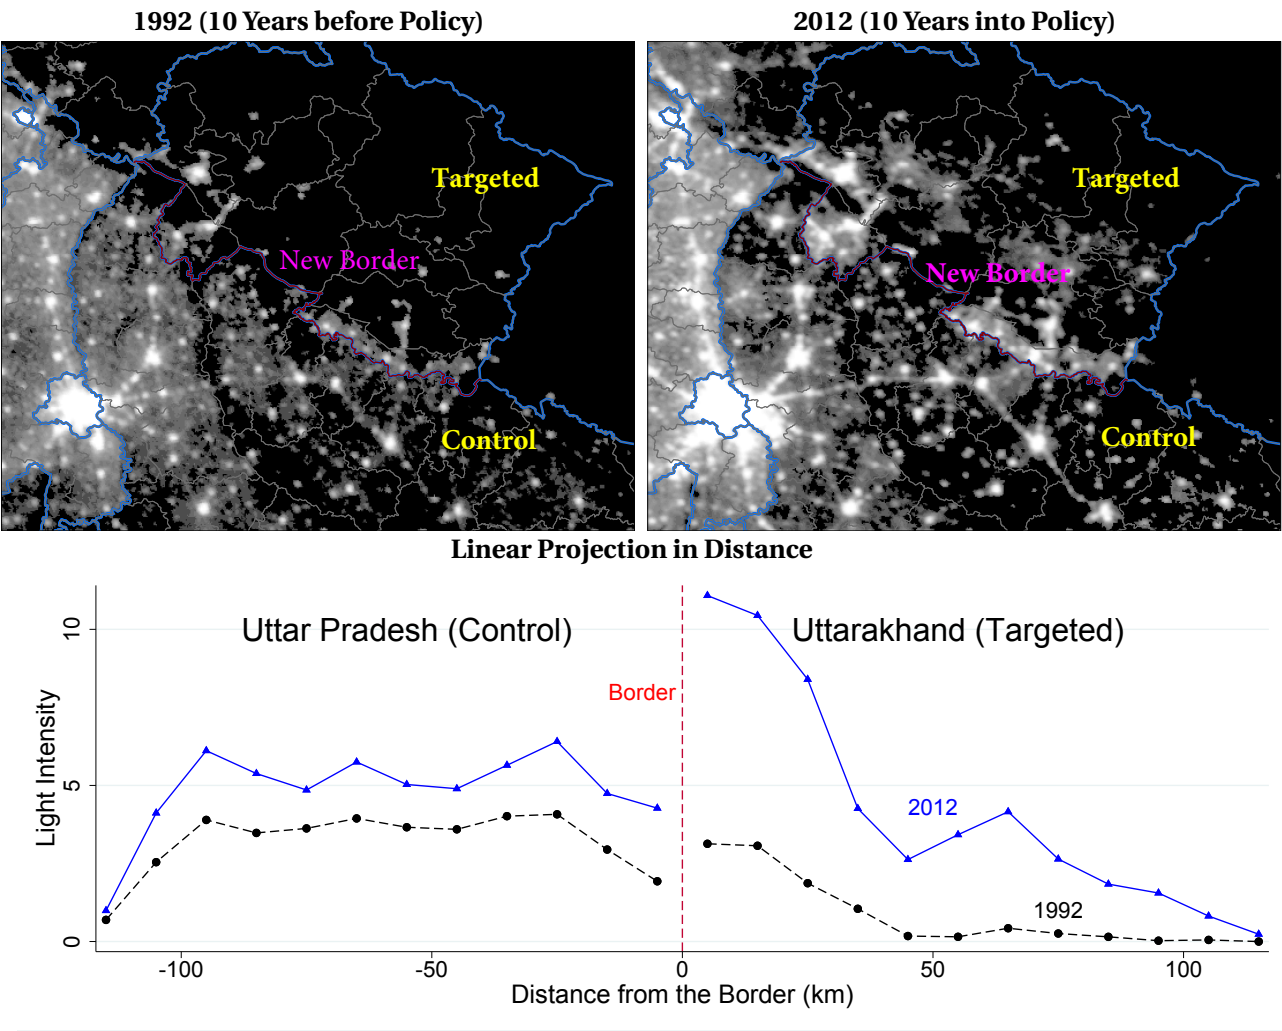 1992 (10 Years before Policy)
2012 (10 Years into Policy)
Targeted
New Border
Control
Targeted
New Border
Control
Linear Projection in Distance
Uttar Pradesh (Control)
Uttarakhand (Targeted)
Border
2012
1992
Light Intensity
10
5
0
-100
-50
0
50
100
Distance from the Border (km)